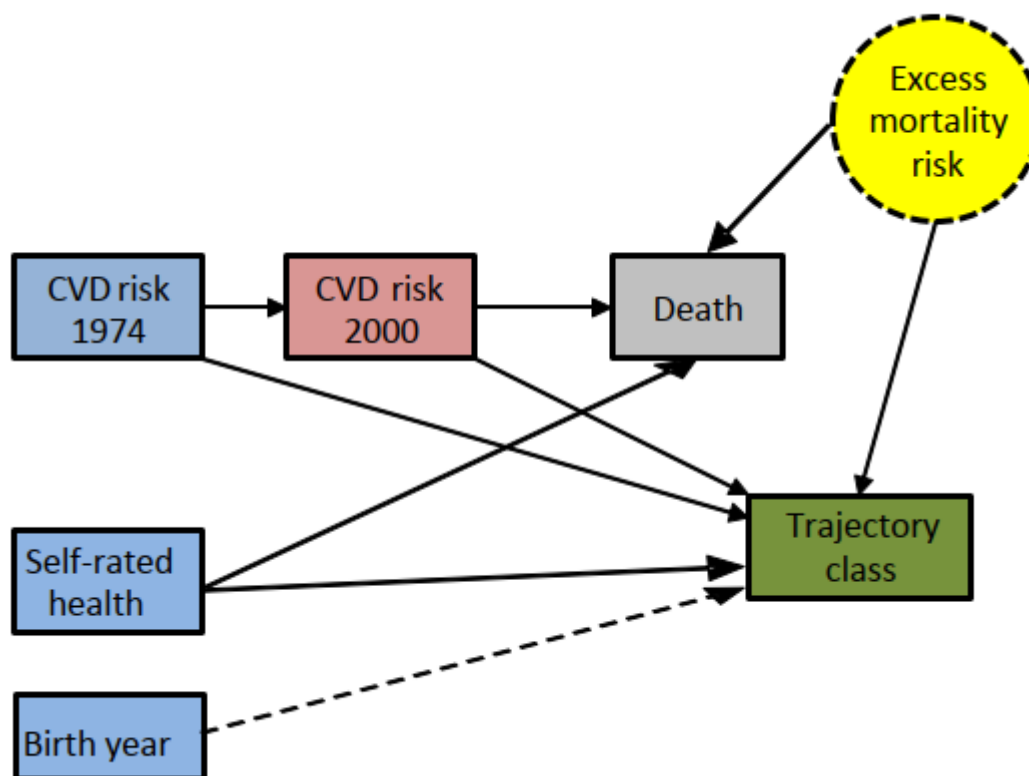 Excess
mortality
risk
CVD risk
1974
CVD risk
2000
Death
Trajectory
class
Self-rated
health
Birth year